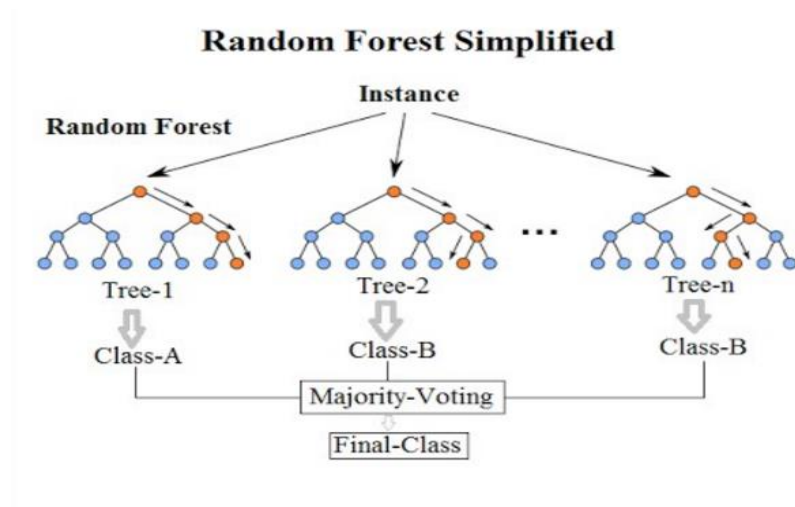 Random Forest Simplified
Instance
Random Forest
...
Tree-1
Tree-2
Tree-n
Class-A
Class-B
Class-B
Majority-Voting
Final-Class